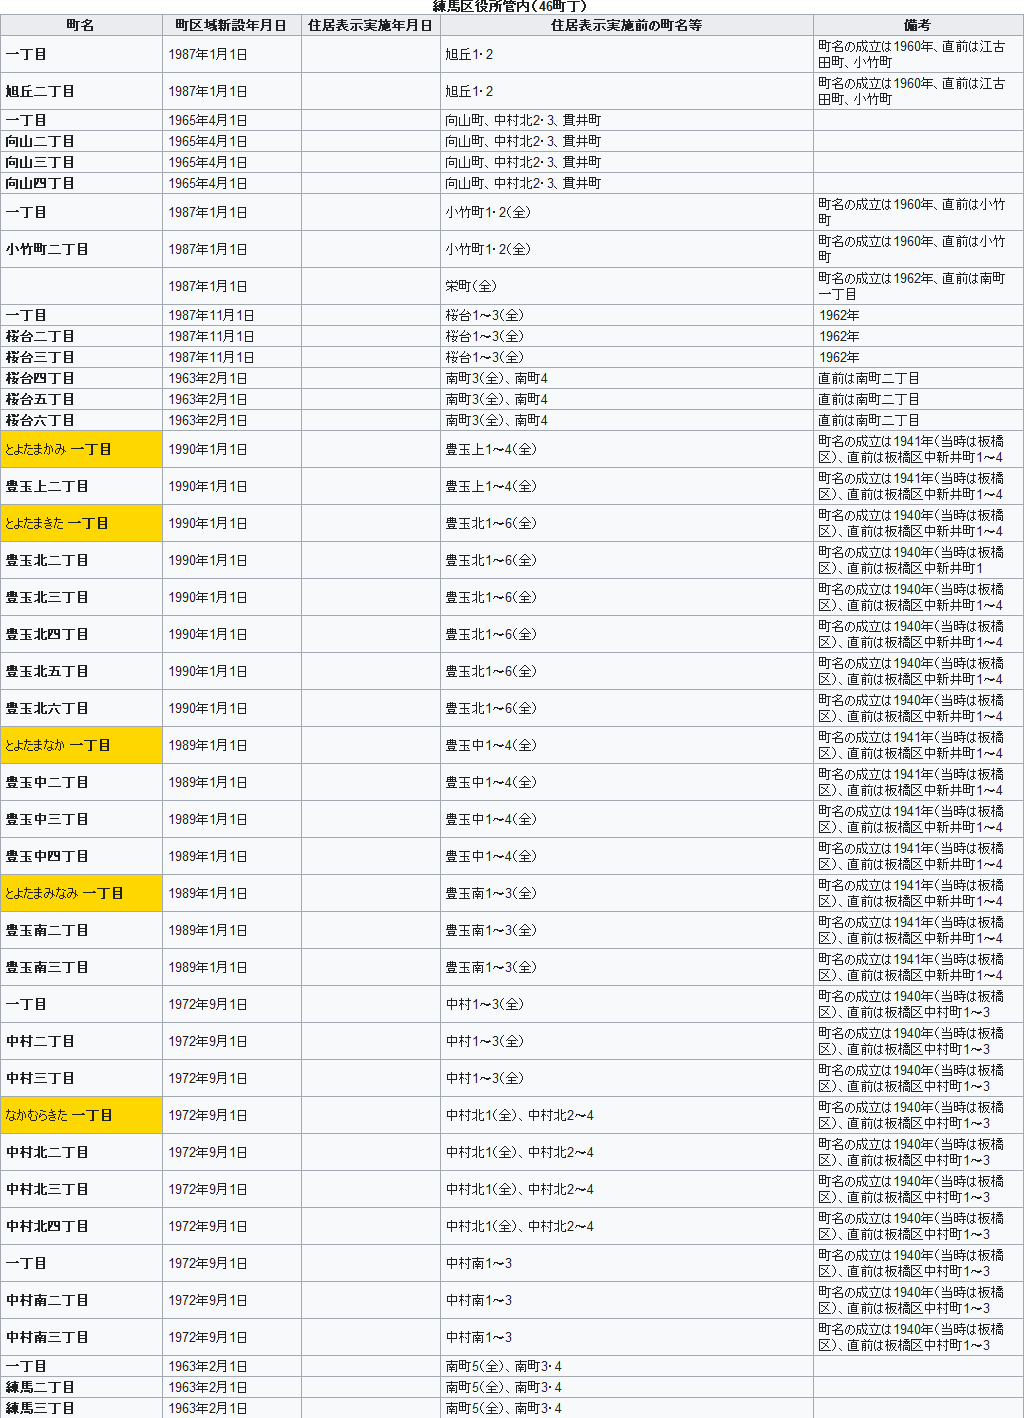 練馬区役所管内（46町丁）
町名 町区域新設年月日 住居表示実施年月日 住居表示実施前の町名等 備考
一丁目 1987年1月1日 旭丘1・2 町名の成立は1960年、直前は江古
田町、小竹町
旭丘二丁目 1987年1月1日 旭丘1・2 町名の成立は1960年、直前は江古
田町、小竹町
一丁目 1965年4月1日 向山町、中村北2・3、貫井町
向山二丁目 1965年4月1日 向山町、中村北2・3、貫井町
向山三丁目 1965年4月1日 向山町、中村北2・3、貫井町
向山四丁目 1965年4月1日 向山町、中村北2・3、貫井町
一丁目 1987年1月1日 小竹町1・2（全） 町名の成立は1960年、直前は小竹
町
小竹町二丁目 1987年1月1日 小竹町1・2（全） 町名の成立は1960年、直前は小竹
町
1987年1月1日 栄町（全） 町名の成立は1962年、直前は南町
一丁目
一丁目 1987年11月1日 桜台1〜3（全） 1962年
桜台二丁目 1987年11月1日 桜台1〜3（全） 1962年
桜台三丁目 1987年11月1日 桜台1〜3（全） 1962年
桜台四丁目 1963年2月1日 南町3（全）、南町4 直前は南町二丁目
桜台五丁目 1963年2月1日 南町3（全）、南町4 直前は南町二丁目
桜台六丁目 1963年2月1日 南町3（全）、南町4 直前は南町二丁目
とよたまかみ 一丁目 1990年1月1日 豊玉上1〜4（全） 町名の成立は1941年（当時は板橋
区）、直前は板橋区中新井町1〜4
豊玉上二丁目 1990年1月1日 豊玉上1〜4（全） 町名の成立は1941年（当時は板橋
区）、直前は板橋区中新井町1〜4
とよたまきた 一丁目 1990年1月1日 豊玉北1〜6（全） 町名の成立は1940年（当時は板橋
区）、直前は板橋区中新井町1〜4
豊玉北二丁目 1990年1月1日 豊玉北1〜6（全） 町名の成立は1940年（当時は板橋
区）、直前は板橋区中新井町1
豊玉北三丁目 1990年1月1日 豊玉北1〜6（全） 町名の成立は1940年（当時は板橋
区）、直前は板橋区中新井町1〜4
豊玉北四丁目 1990年1月1日 豊玉北1〜6（全） 町名の成立は1940年（当時は板橋
区）、直前は板橋区中新井町1〜4
豊玉北五丁目 1990年1月1日 豊玉北1〜6（全） 町名の成立は1940年（当時は板橋
区）、直前は板橋区中新井町1〜4
豊玉北六丁目 1990年1月1日 豊玉北1〜6（全） 町名の成立は1940年（当時は板橋
区）、直前は板橋区中新井町1〜4
とよたまなか 一丁目 1989年1月1日 豊玉中1〜4（全） 町名の成立は1941年（当時は板橋
区）、直前は板橋区中新井町1〜4
豊玉中二丁目 1989年1月1日 豊玉中1〜4（全） 町名の成立は1941年（当時は板橋
区）、直前は板橋区中新井町1〜4
豊玉中三丁目 1989年1月1日 豊玉中1〜4（全） 町名の成立は1941年（当時は板橋
区）、直前は板橋区中新井町1〜4
豊玉中四丁目 1989年1月1日 豊玉中1〜4（全） 町名の成立は1941年（当時は板橋
区）、直前は板橋区中新井町1〜4
とよたまみなみ 一丁目 1989年1月1日 豊玉南1〜3（全） 町名の成立は1941年（当時は板橋
区）、直前は板橋区中新井町1〜4
豊玉南二丁目 1989年1月1日 豊玉南1〜3（全） 町名の成立は1941年（当時は板橋
区）、直前は板橋区中新井町1〜4
豊玉南三丁目 1989年1月1日 豊玉南1〜3（全） 町名の成立は1941年（当時は板橋
区）、直前は板橋区中新井町1〜4
一丁目 1972年9月1日 中村1〜3（全） 町名の成立は1940年（当時は板橋
区）、直前は板橋区中村町1〜3
中村二丁目 1972年9月1日 中村1〜3（全） 町名の成立は1940年（当時は板橋
区）、直前は板橋区中村町1〜3
中村三丁目 1972年9月1日 中村1〜3（全） 町名の成立は1940年（当時は板橋
区）、直前は板橋区中村町1〜3
なかむらきた 一丁目 1972年9月1日 中村北1（全）、中村北2〜4 町名の成立は1940年（当時は板橋
区）、直前は板橋区中村町1〜3
中村北二丁目 1972年9月1日 中村北1（全）、中村北2〜4 町名の成立は1940年（当時は板橋
区）、直前は板橋区中村町1〜3
中村北三丁目 1972年9月1日 中村北1（全）、中村北2〜4 町名の成立は1940年（当時は板橋
区）、直前は板橋区中村町1〜3
中村北四丁目 1972年9月1日 中村北1（全）、中村北2〜4 町名の成立は1940年（当時は板橋
区）、直前は板橋区中村町1〜3
一丁目 1972年9月1日 中村南1〜3 町名の成立は1940年（当時は板橋
区）、直前は板橋区中村町1〜3
中村南二丁目 1972年9月1日 中村南1〜3 町名の成立は1940年（当時は板橋
区）、直前は板橋区中村町1〜3
中村南三丁目 1972年9月1日 中村南1〜3 町名の成立は1940年（当時は板橋
区）、直前は板橋区中村町1〜3
一丁目 1963年2月1日 南町5（全）、南町3・4
練馬二丁目 1963年2月1日 南町5（全）、南町3・4
練馬三丁目 1963年2月1日 南町5（全）、南町3・4